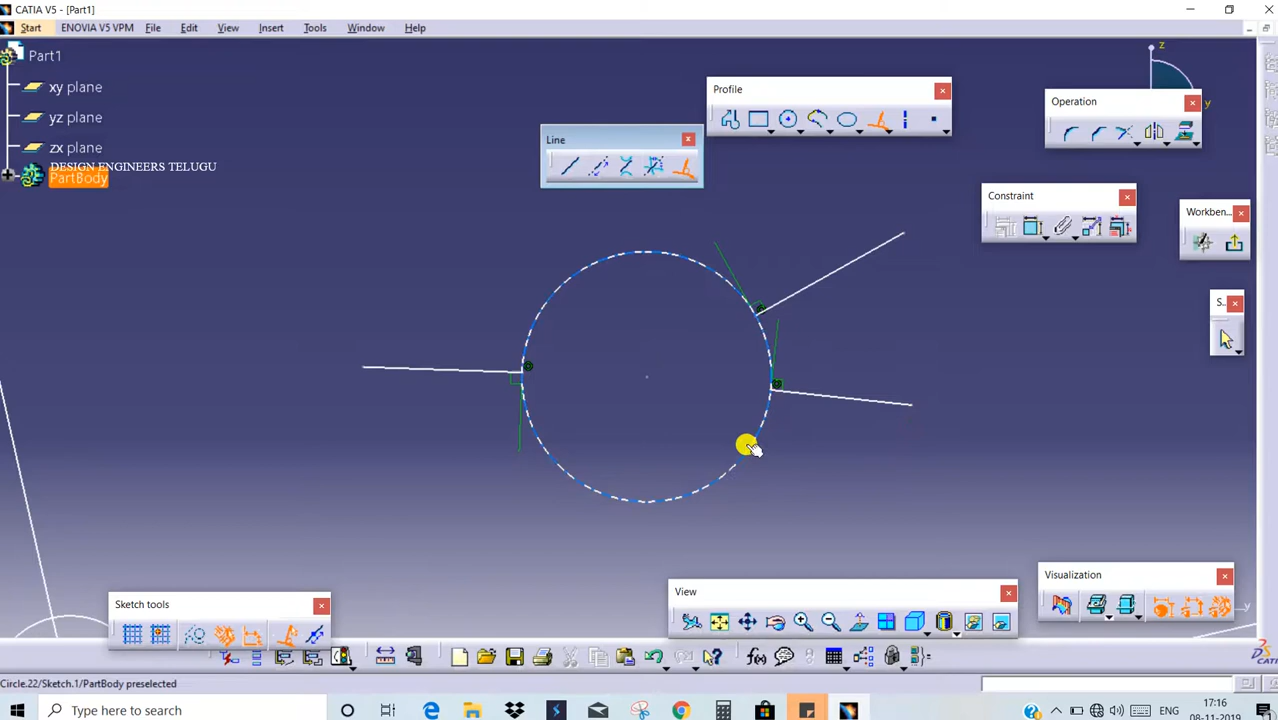 CATIA V5 - [Part1]
Start ENOVIA V5 VPM File Edit View Insert Tools Window Help
Part1
xy plane
yz plane
zx plane
DESIGN ENGINEERS TELUGU
PartBody
Line
Profile
Operation
Constraint
Workben...
S..
z
y
Sketch tools
View
Visualization
y
f(x)
CATIA
Circle.22/Sketch.1/PartBody preselected
Type here to search
ENG
17:16
08-11-2019